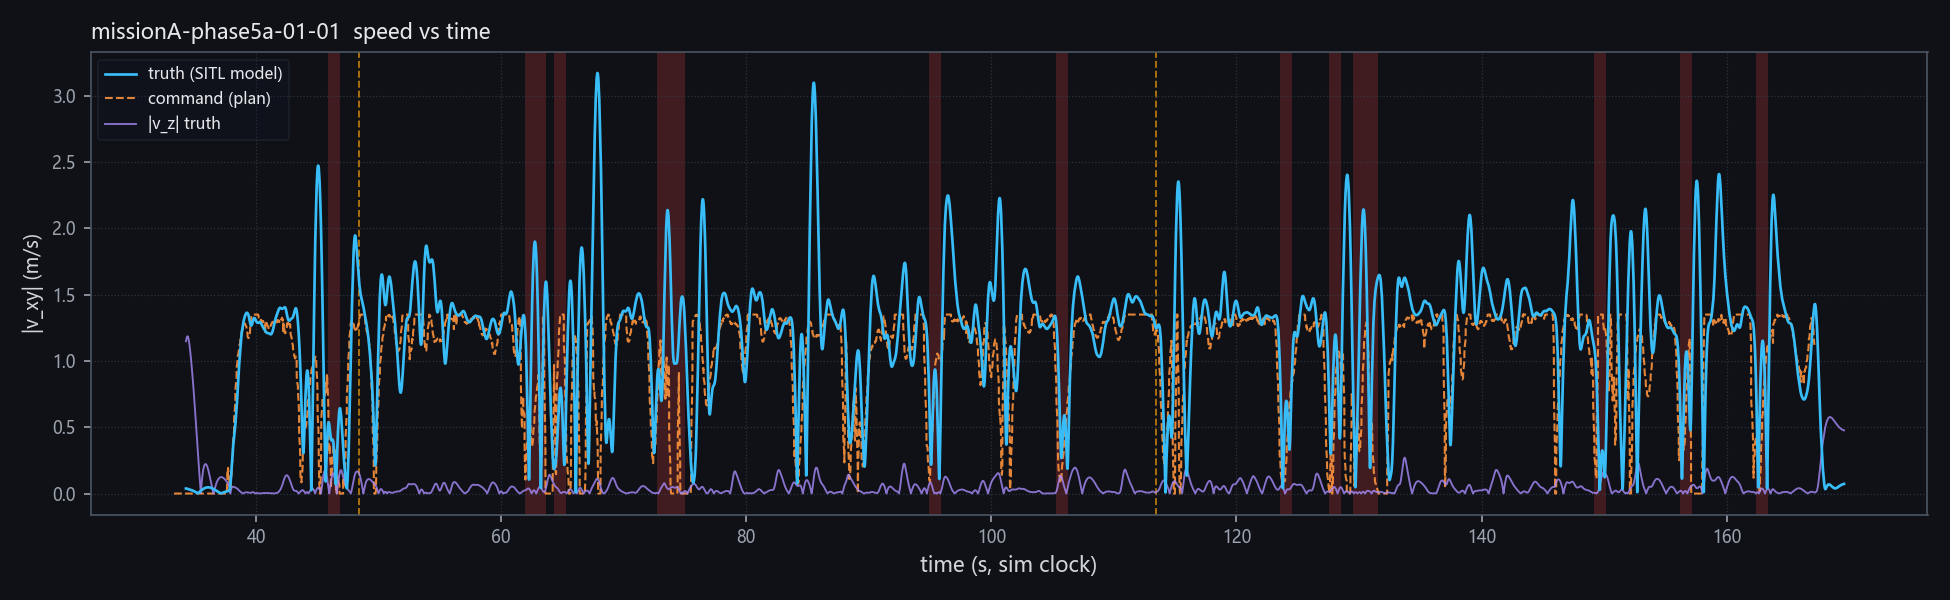 missionA-phase5a-01-01  speed vs time
truth (SITL model)
command (plan)
|v_z| truth
|v_xy| (m/s)
3.0
2.5
2.0
1.5
1.0
0.5
0.0
40 60 80 100 120 140 160
time (s, sim clock)